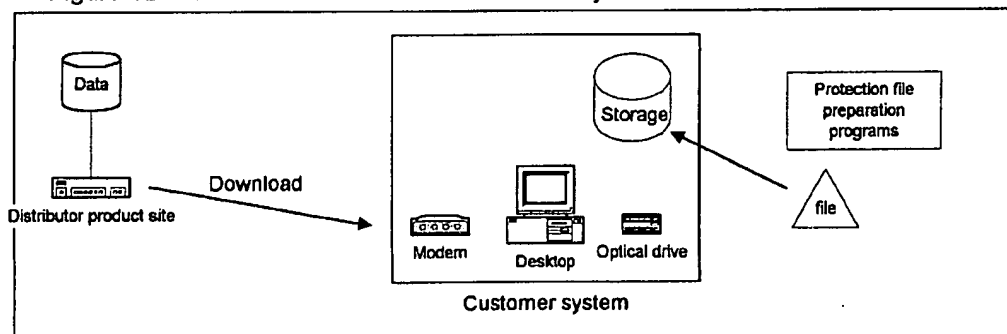 Data
Distributor product site
Download
Storage
Modem
Desktop
Optical drive
Customer system
Protection file
preparation
programs
file